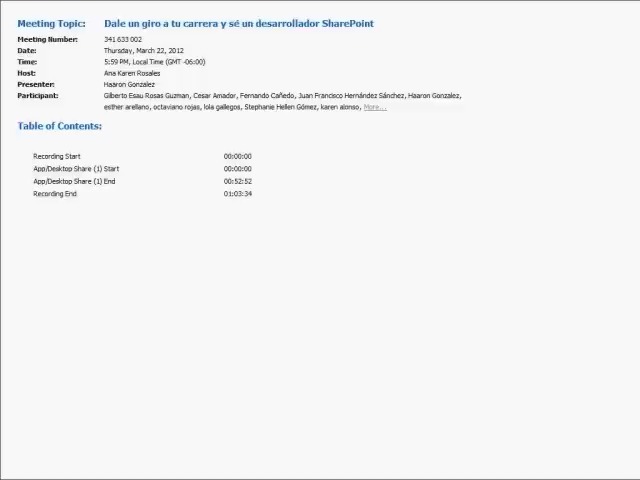 Meeting Topic: Dale un giro a tu carrera y sé un desarrollador SharePoint
Meeting Number: 341 633 002
Date: Thursday, March 22, 2012
Time: 5:59 PM, Local Time (GMT -06:00)
Host: Ana Karen Rosales
Presenter: Haaron Gonzalez
Participant: Gilberto Esau Rosas Guzman, Cesar Amador, Fernando Cañedo, Juan Francisco Hernández Sánchez, Haaron Gonzalez,
esther arellano, octaviano rojas, lola gallegos, Stephanie Hellen Gómez, karen alonso, More...
Table of Contents:
Recording Start 00:00:00
App/Desktop Share (1) Start 00:00:00
App/Desktop Share (1) End 00:52:52
Recording End 01:03:34